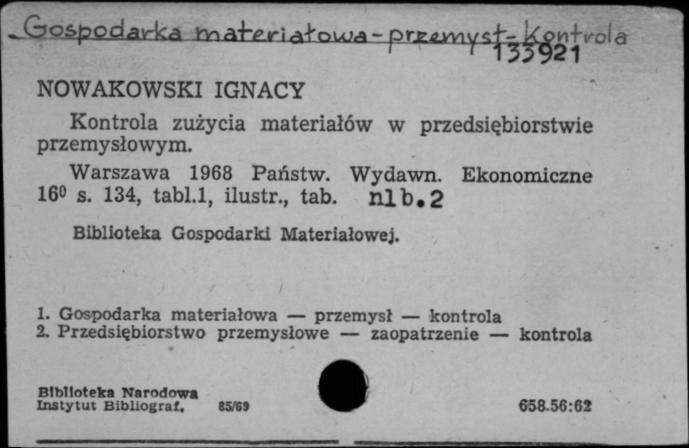 Gospodarka materiałowa - przemysł - Kontrola
133921
NOWAKOWSKI IGNACY
Kontrola zużycia materiałów w przedsiębiorstwie
przemysłowym.
Warszawa 1968 Państw. Wydawn. Ekonomiczne
16⁰ s. 134, tabl.1, ilustr., tab. nlb.2
Biblioteka Gospodarki Materiałowej.
1. Gospodarka materiałowa — przemysł — kontrola
2. Przedsiębiorstwo przemysłowe — zaopatrzenie — kontrola
Biblioteka Narodowa
Instytut Bibliograf. 85/69 658.56:62